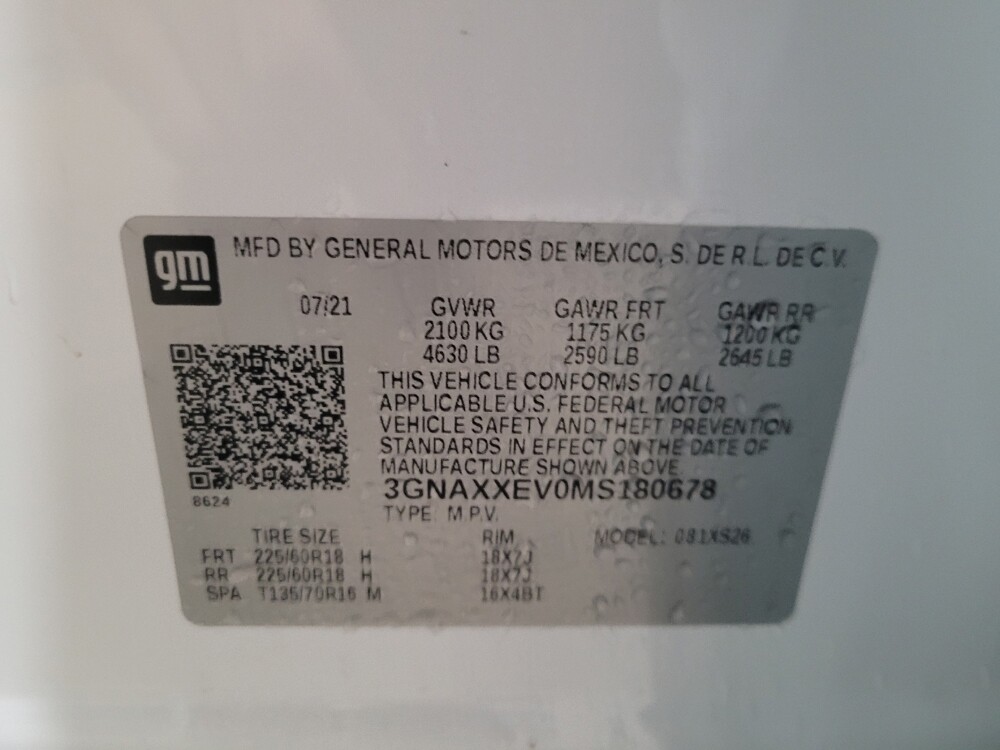 gm
MFD BY GENERAL MOTORS DE MEXICO, S. DE R.L. DE C.V.
07/21 GVWR GAWR FRT GAWR RR
2100 KG 1175 KG 1200 KG
4630 LB 2590 LB 2645 LB
THIS VEHICLE CONFORMS TO ALL
APPLICABLE U.S. FEDERAL MOTOR
VEHICLE SAFETY AND THEFT PREVENTION
STANDARDS IN EFFECT ON THE DATE OF
MANUFACTURE SHOWN ABOVE.
3GNAXXEV0MS180678
8624
TYPE: M.P.V.
TIRE SIZE RIM MODEL: 081XS26
FRT 225/60R18 H 18X7J
RR 225/60R18 H 18X7J
SPA T135/70R16 M 16X4BT